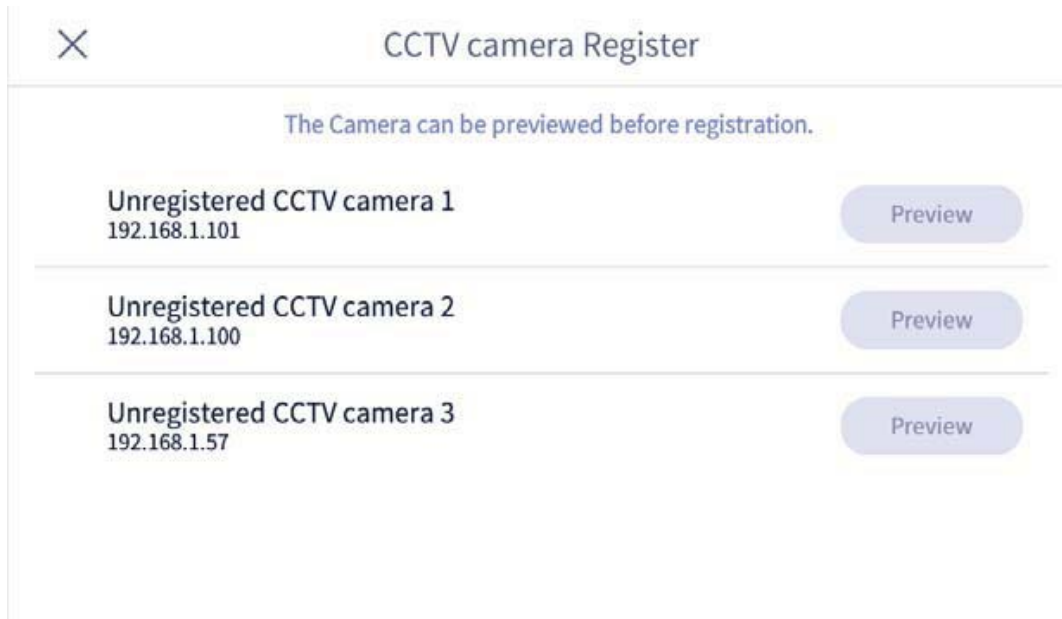 CCTV camera Register
The Camera can be previewed before registration.
Unregistered CCTV camera 1
192.168.1.101
Preview
Unregistered CCTV camera 2
192.168.1.100
Preview
Unregistered CCTV camera 3
192.168.1.57
Preview